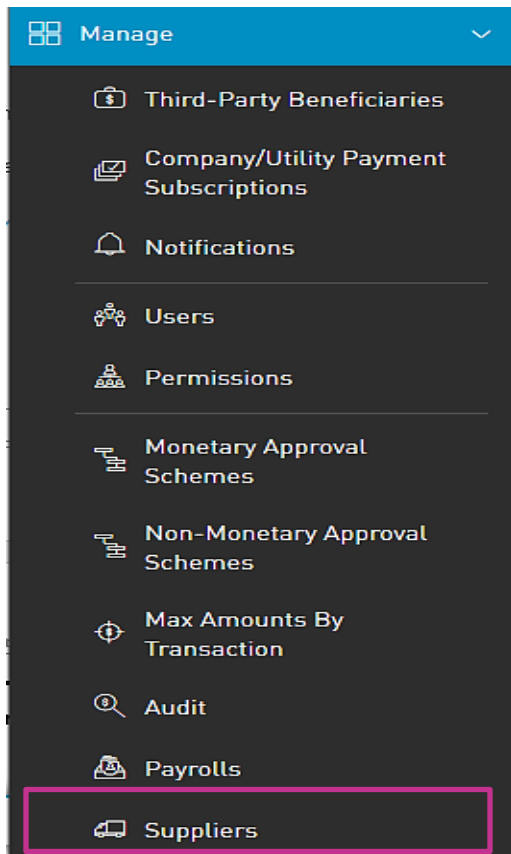 Manage
Third-Party Beneficiaries
Company/Utility Payment
Subscriptions
Notifications
Users
Permissions
Monetary Approval
Schemes
Non-Monetary Approval
Schemes
Max Amounts By
Transaction
Audit
Payrolls
Suppliers